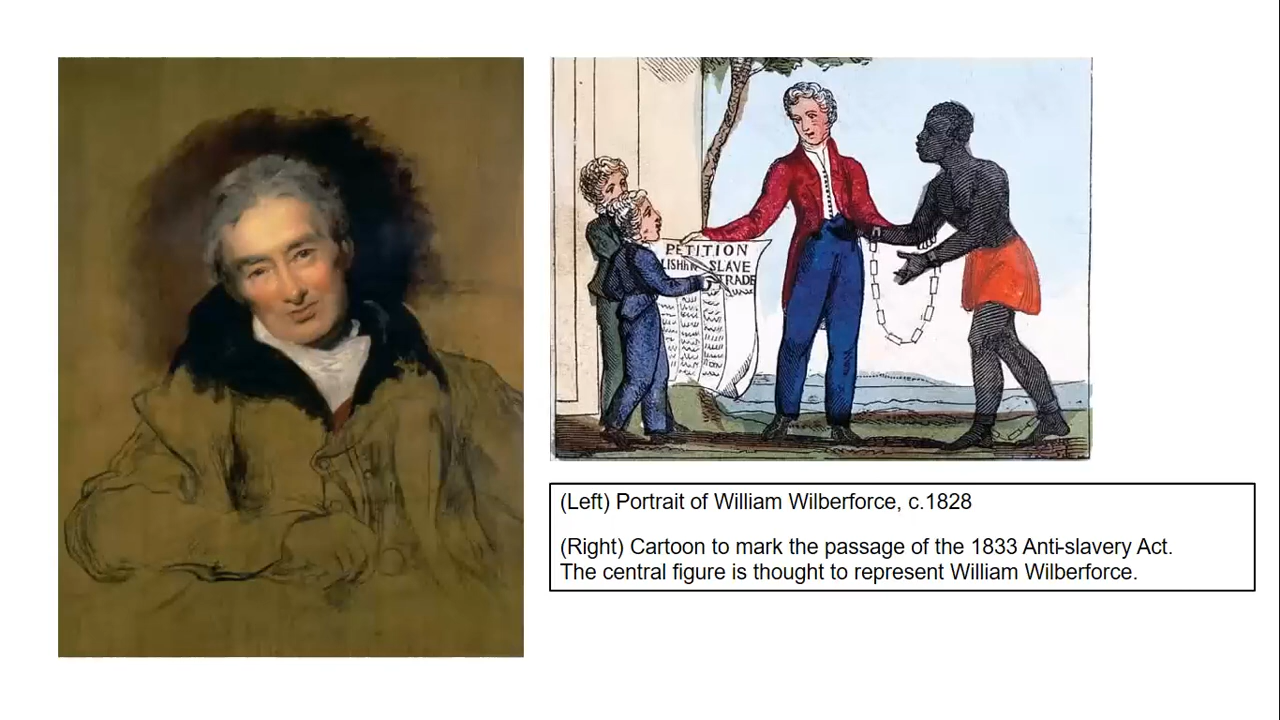 PETITION
SLAVE
TRADE
(Left) Portrait of William Wilberforce, c.1828
(Right) Cartoon to mark the passage of the 1833 Anti-slavery Act.
The central figure is thought to represent William Wilberforce.